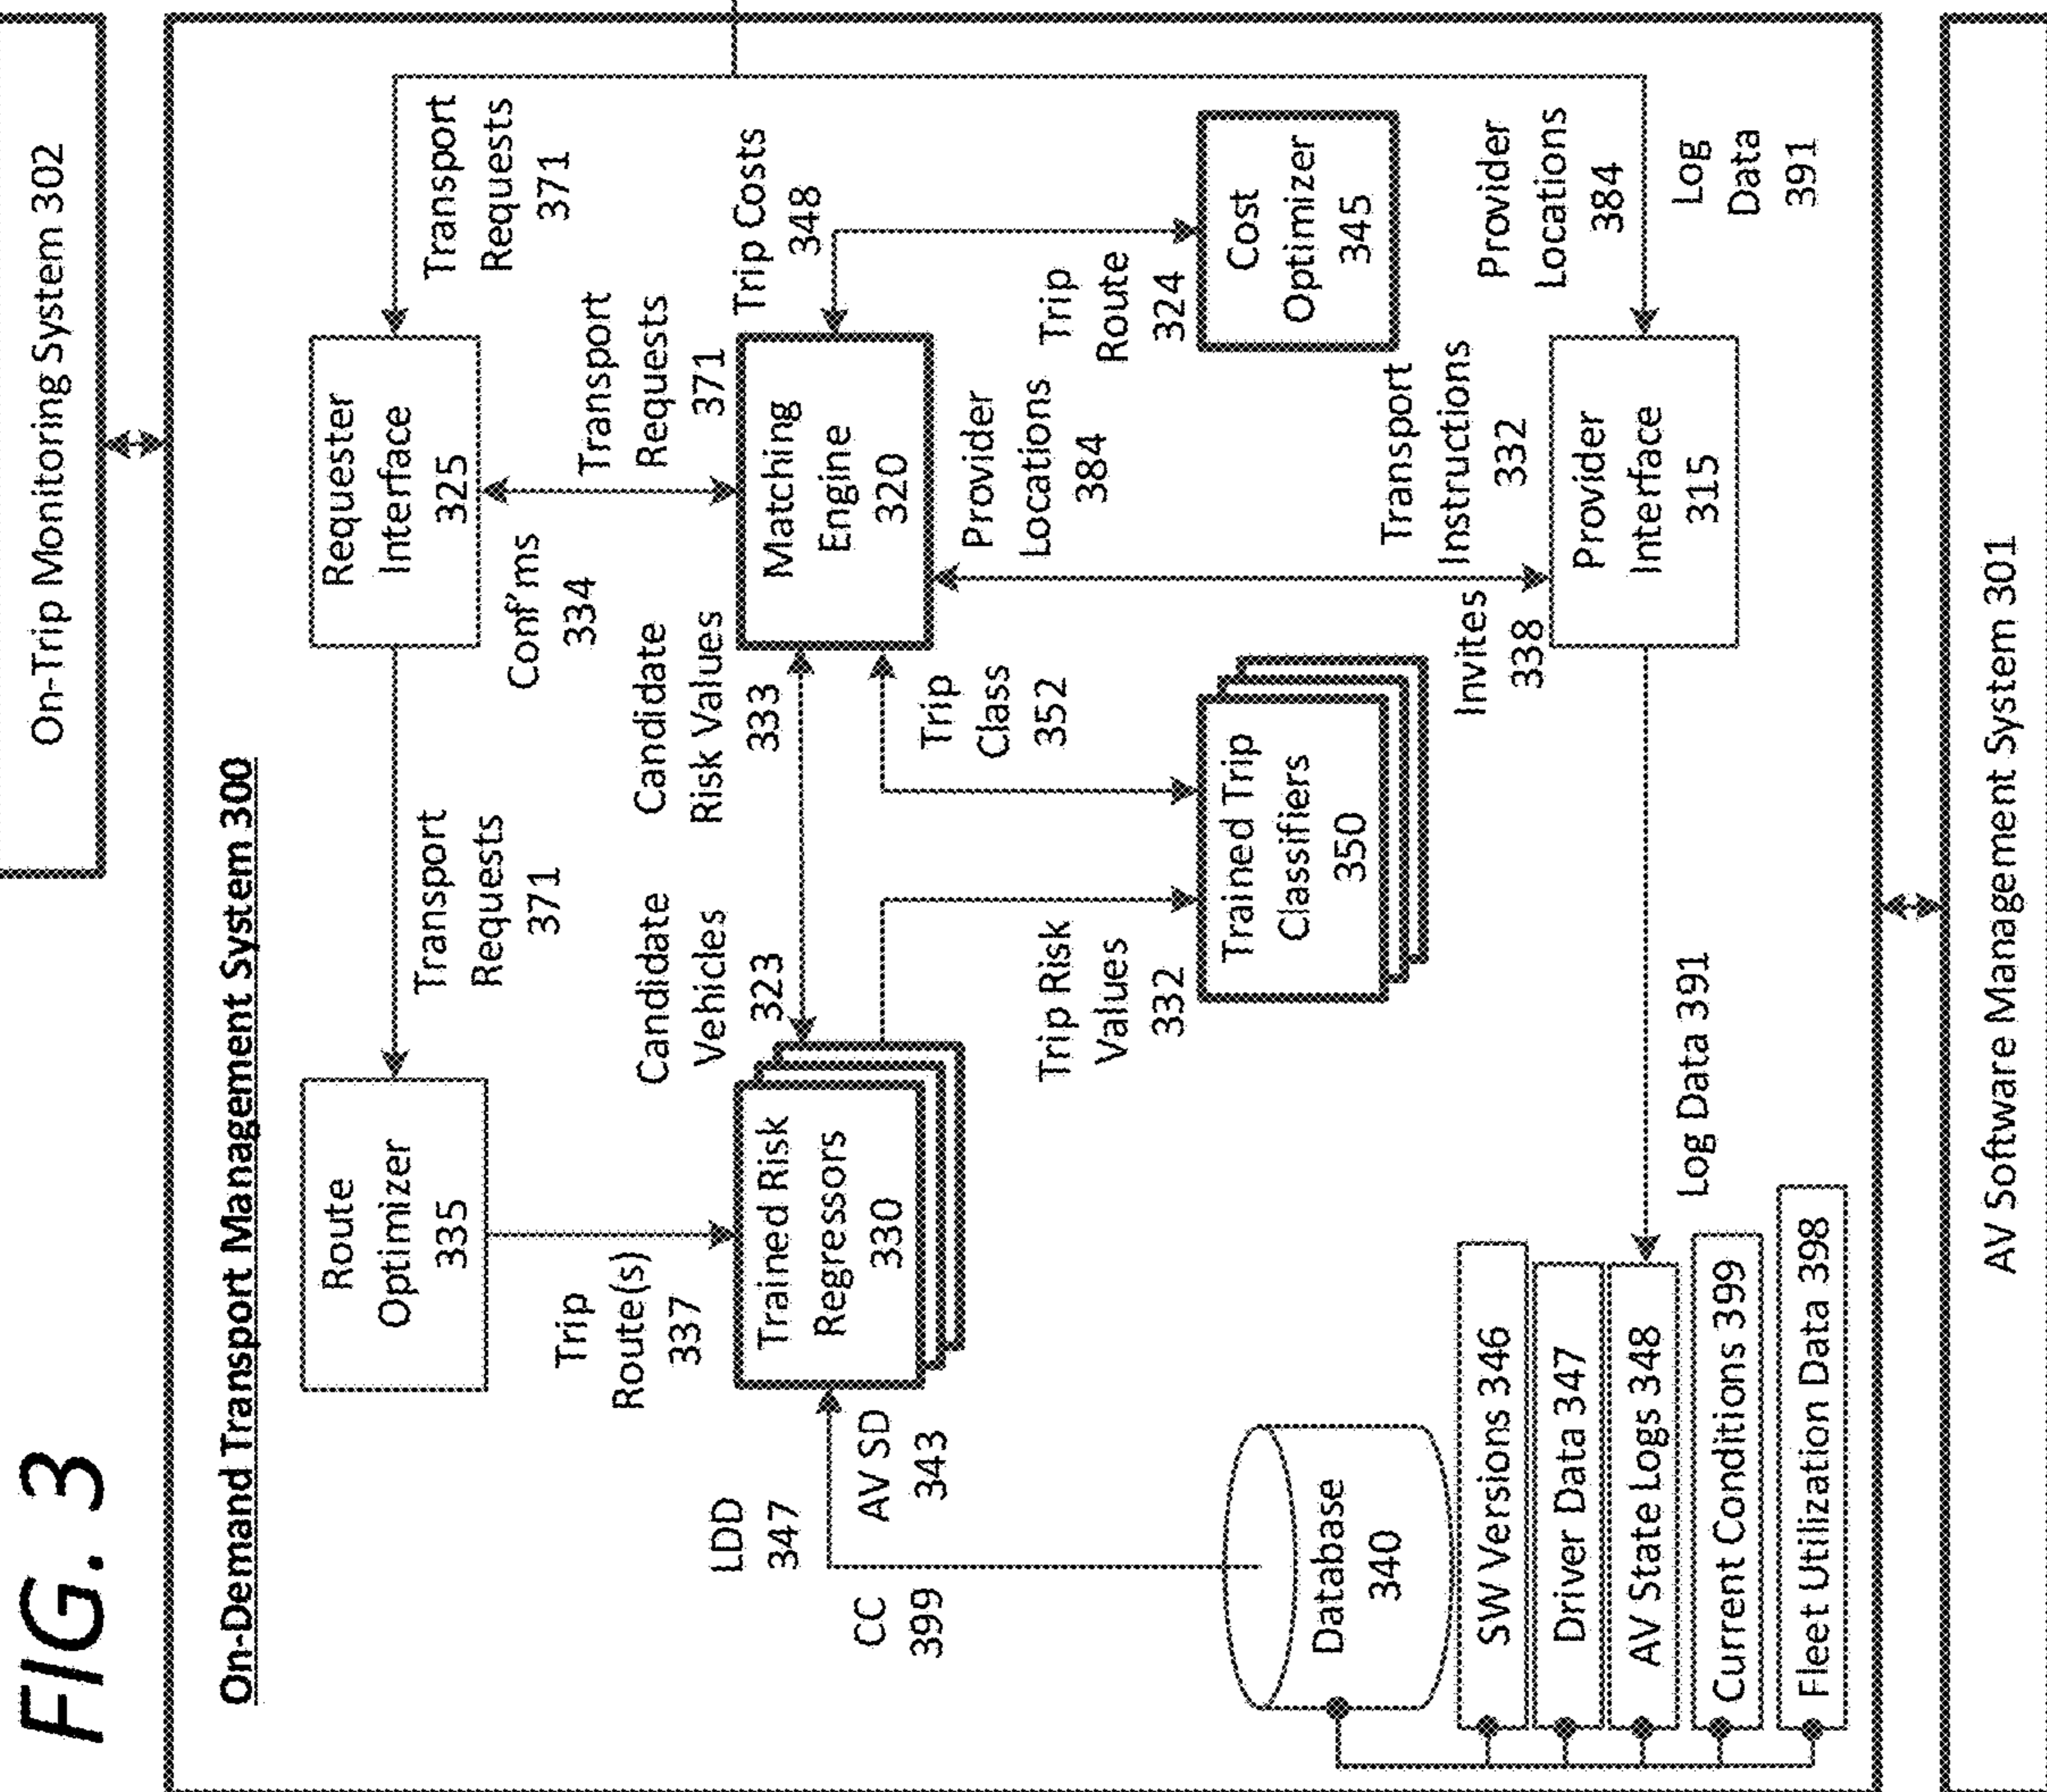 FIG. 3
On-Trip Monitoring System 302
On-Demand Transport Management System 300
Route
Optimizer
335
Transport
Requests
371
Requester
Interface
325
Transport
Requests
371
Trip
Route(s)
337
Conf'ms
334
Transport
Requests
371
Candidate
Vehicles
323
Candidate
Risk Values
333
Trip Costs
348
LDD
347
CC
399
AV SD
343
Trained Risk
Regressors
330
Matching
Engine
320
Trip
Class
352
Provider
Locations
384
Trip
Route
324
Trip Risk
Values
332
Database
340
Trained Trip
Classifiers
350
Cost
Optimizer
345
Transport
Instructions
332
Invites
338
Provider
Locations
384
SW Versions 346
Driver Data 347
AV State Logs 348
Current Conditions 399
Fleet Utilization Data 398
Log Data 391
Provider
Interface
315
Log
Data
391
AV Software Management System 301